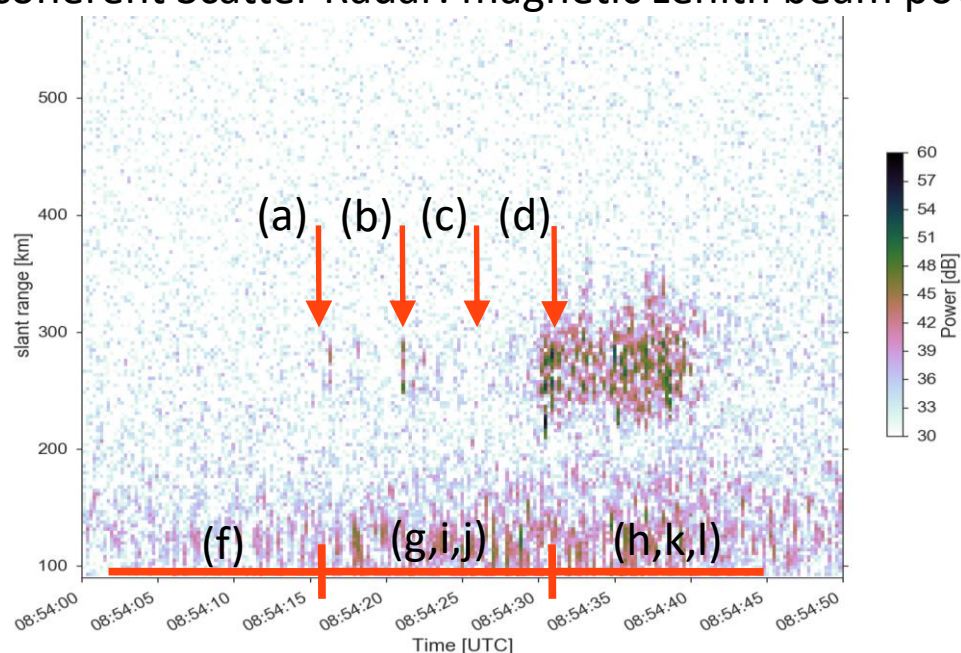 coherent Scatter Radar: magnetic zenith beam
500
400
300
200
100
slant range [km]
(a) (b) (c) (d)
(f) (g,i,j) (h,k,l)
08:54:00 08:54:05 08:54:10 08:54:15 08:54:20 08:54:25 08:54:30 08:54:35 08:54:40 08:54:45 08:54:50
Time [UTC]
60
57
54
51
48
45
42
39
36
33
30
Power [dB]